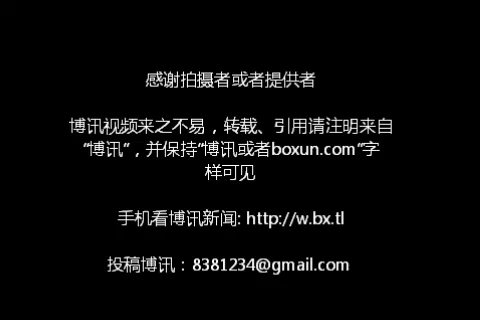 感谢拍摄者或者提供者
博讯视频来之不易，转载、引用请注明来自
“博讯”，并保持“博讯或者boxun.com”字
样可见
手机看博讯新闻: http://w.bx.tl
投稿博讯：8381234@gmail.com